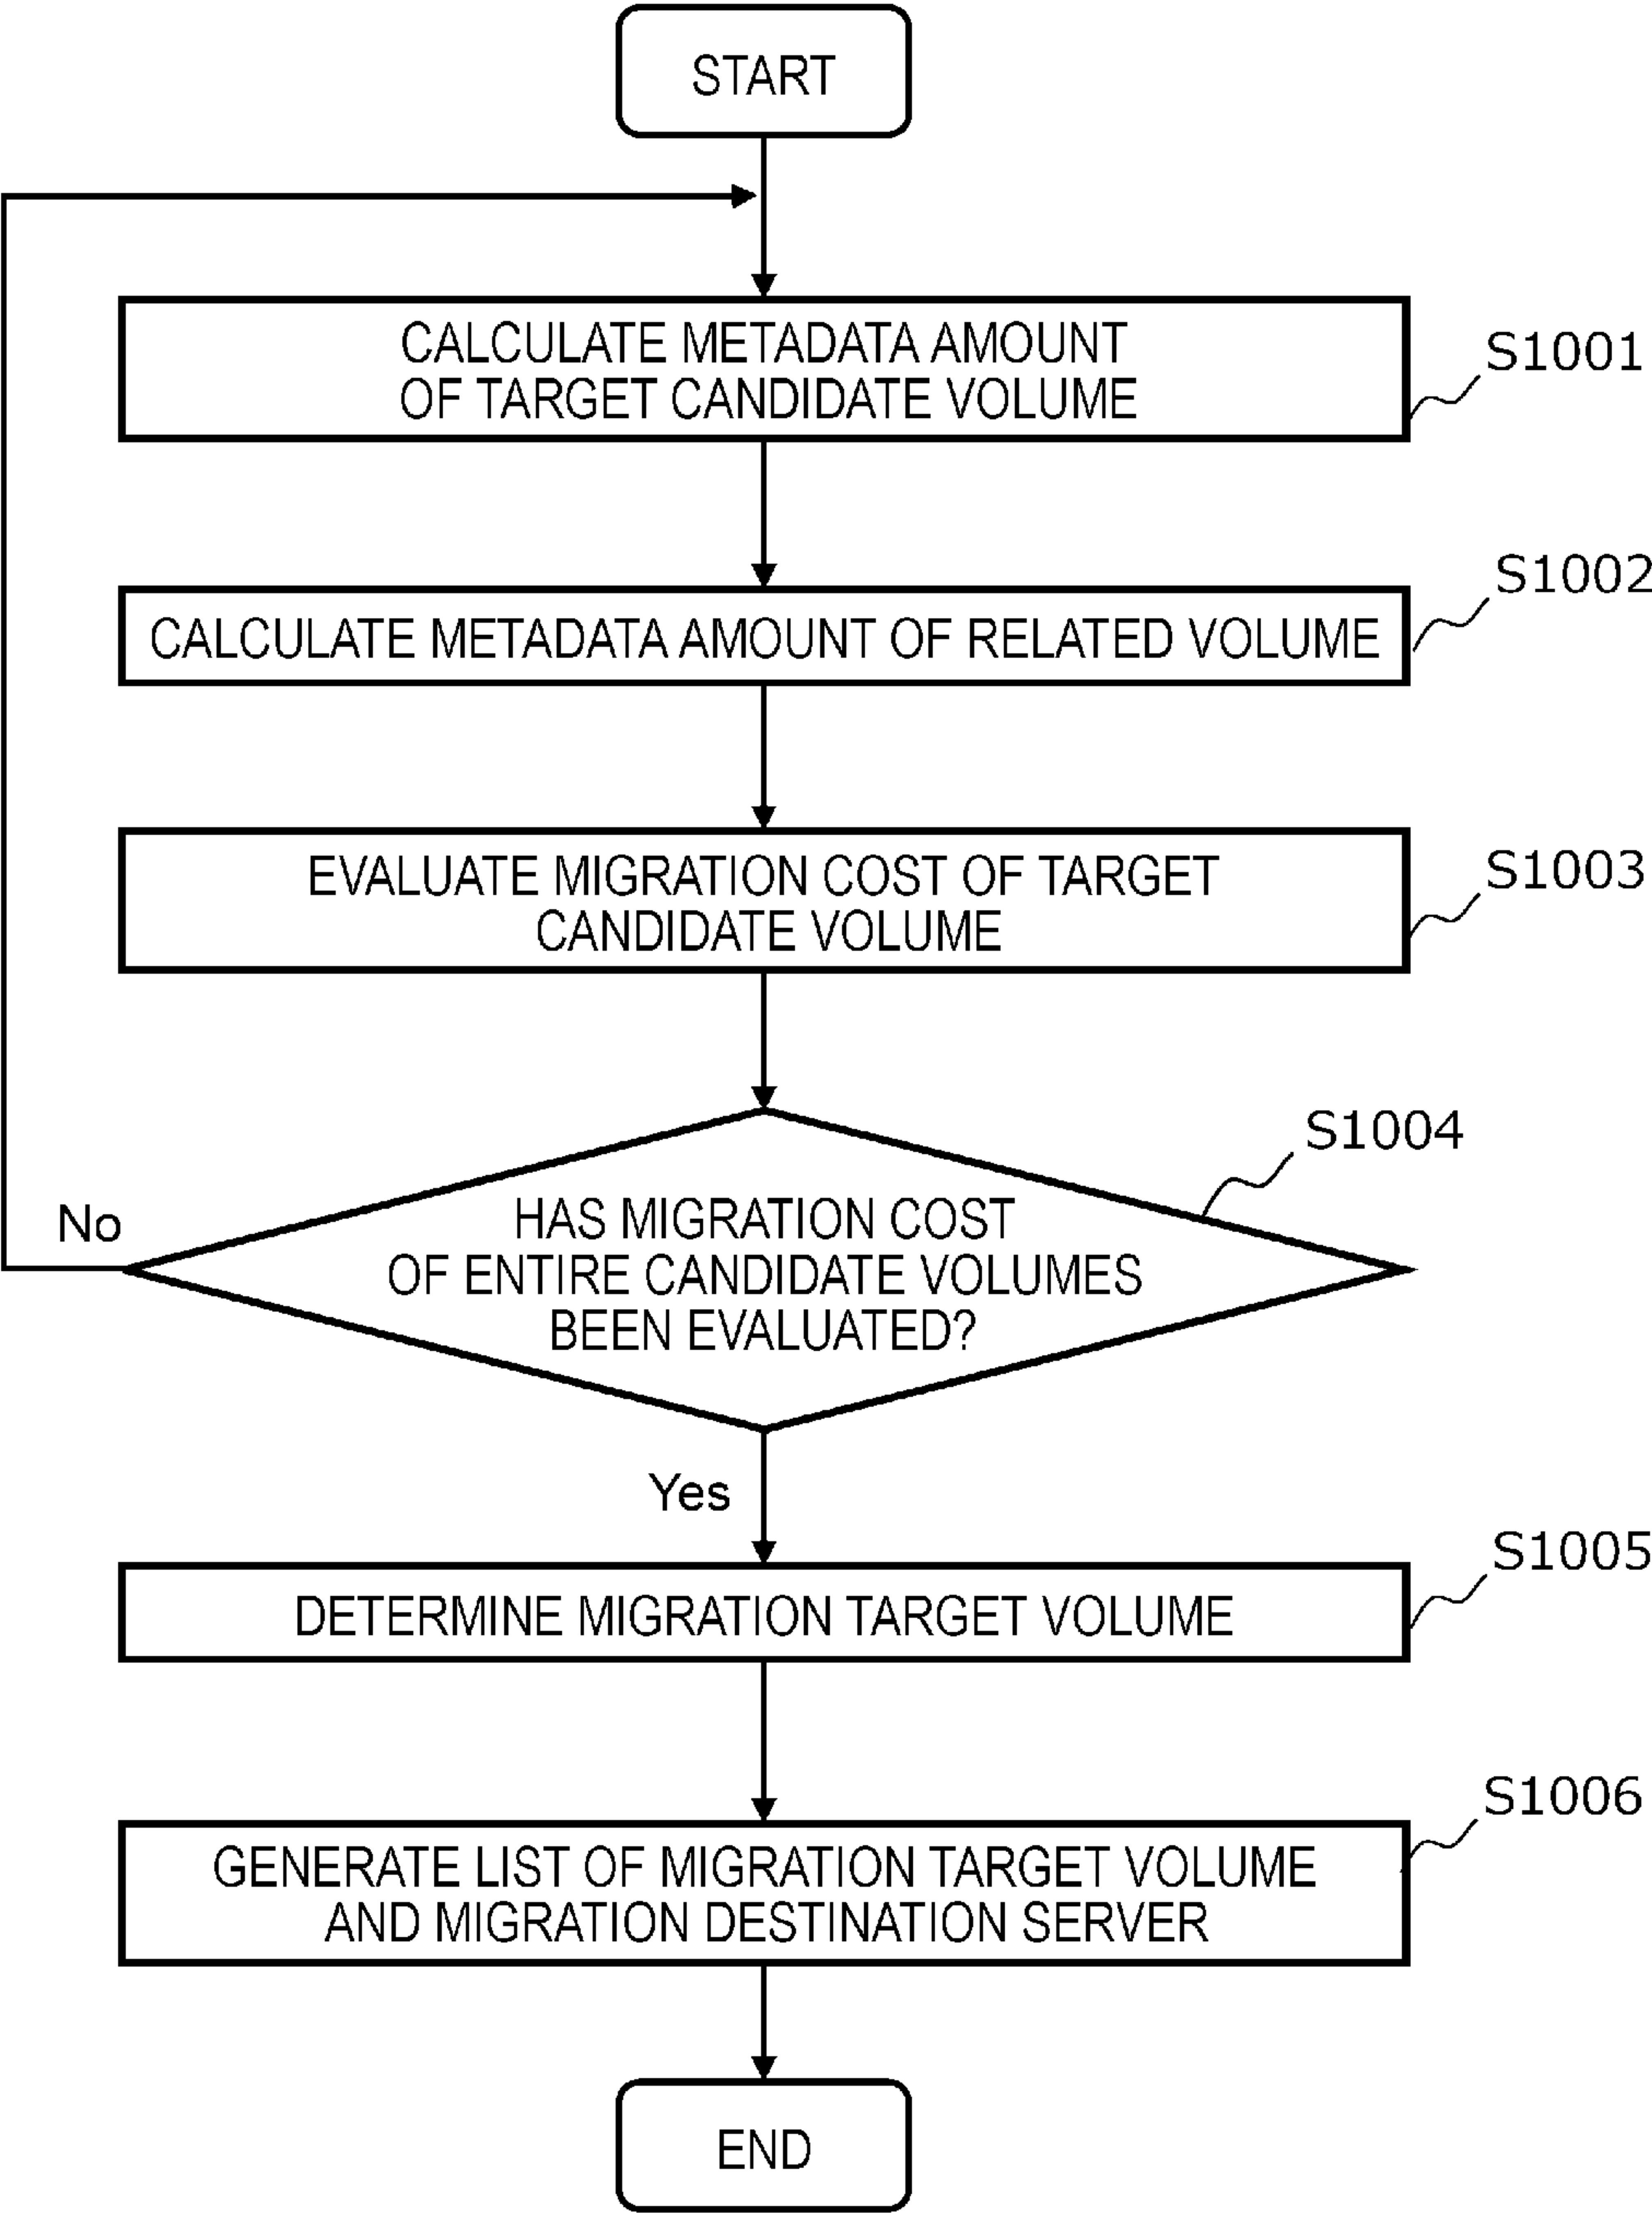 START
CALCULATE METADATA AMOUNT
OF TARGET CANDIDATE VOLUME
S1001
CALCULATE METADATA AMOUNT OF RELATED VOLUME
S1002
EVALUATE MIGRATION COST OF TARGET
CANDIDATE VOLUME
S1003
HAS MIGRATION COST
OF ENTIRE CANDIDATE VOLUMES
BEEN EVALUATED?
S1004
No
Yes
DETERMINE MIGRATION TARGET VOLUME
S1005
GENERATE LIST OF MIGRATION TARGET VOLUME
AND MIGRATION DESTINATION SERVER
S1006
END